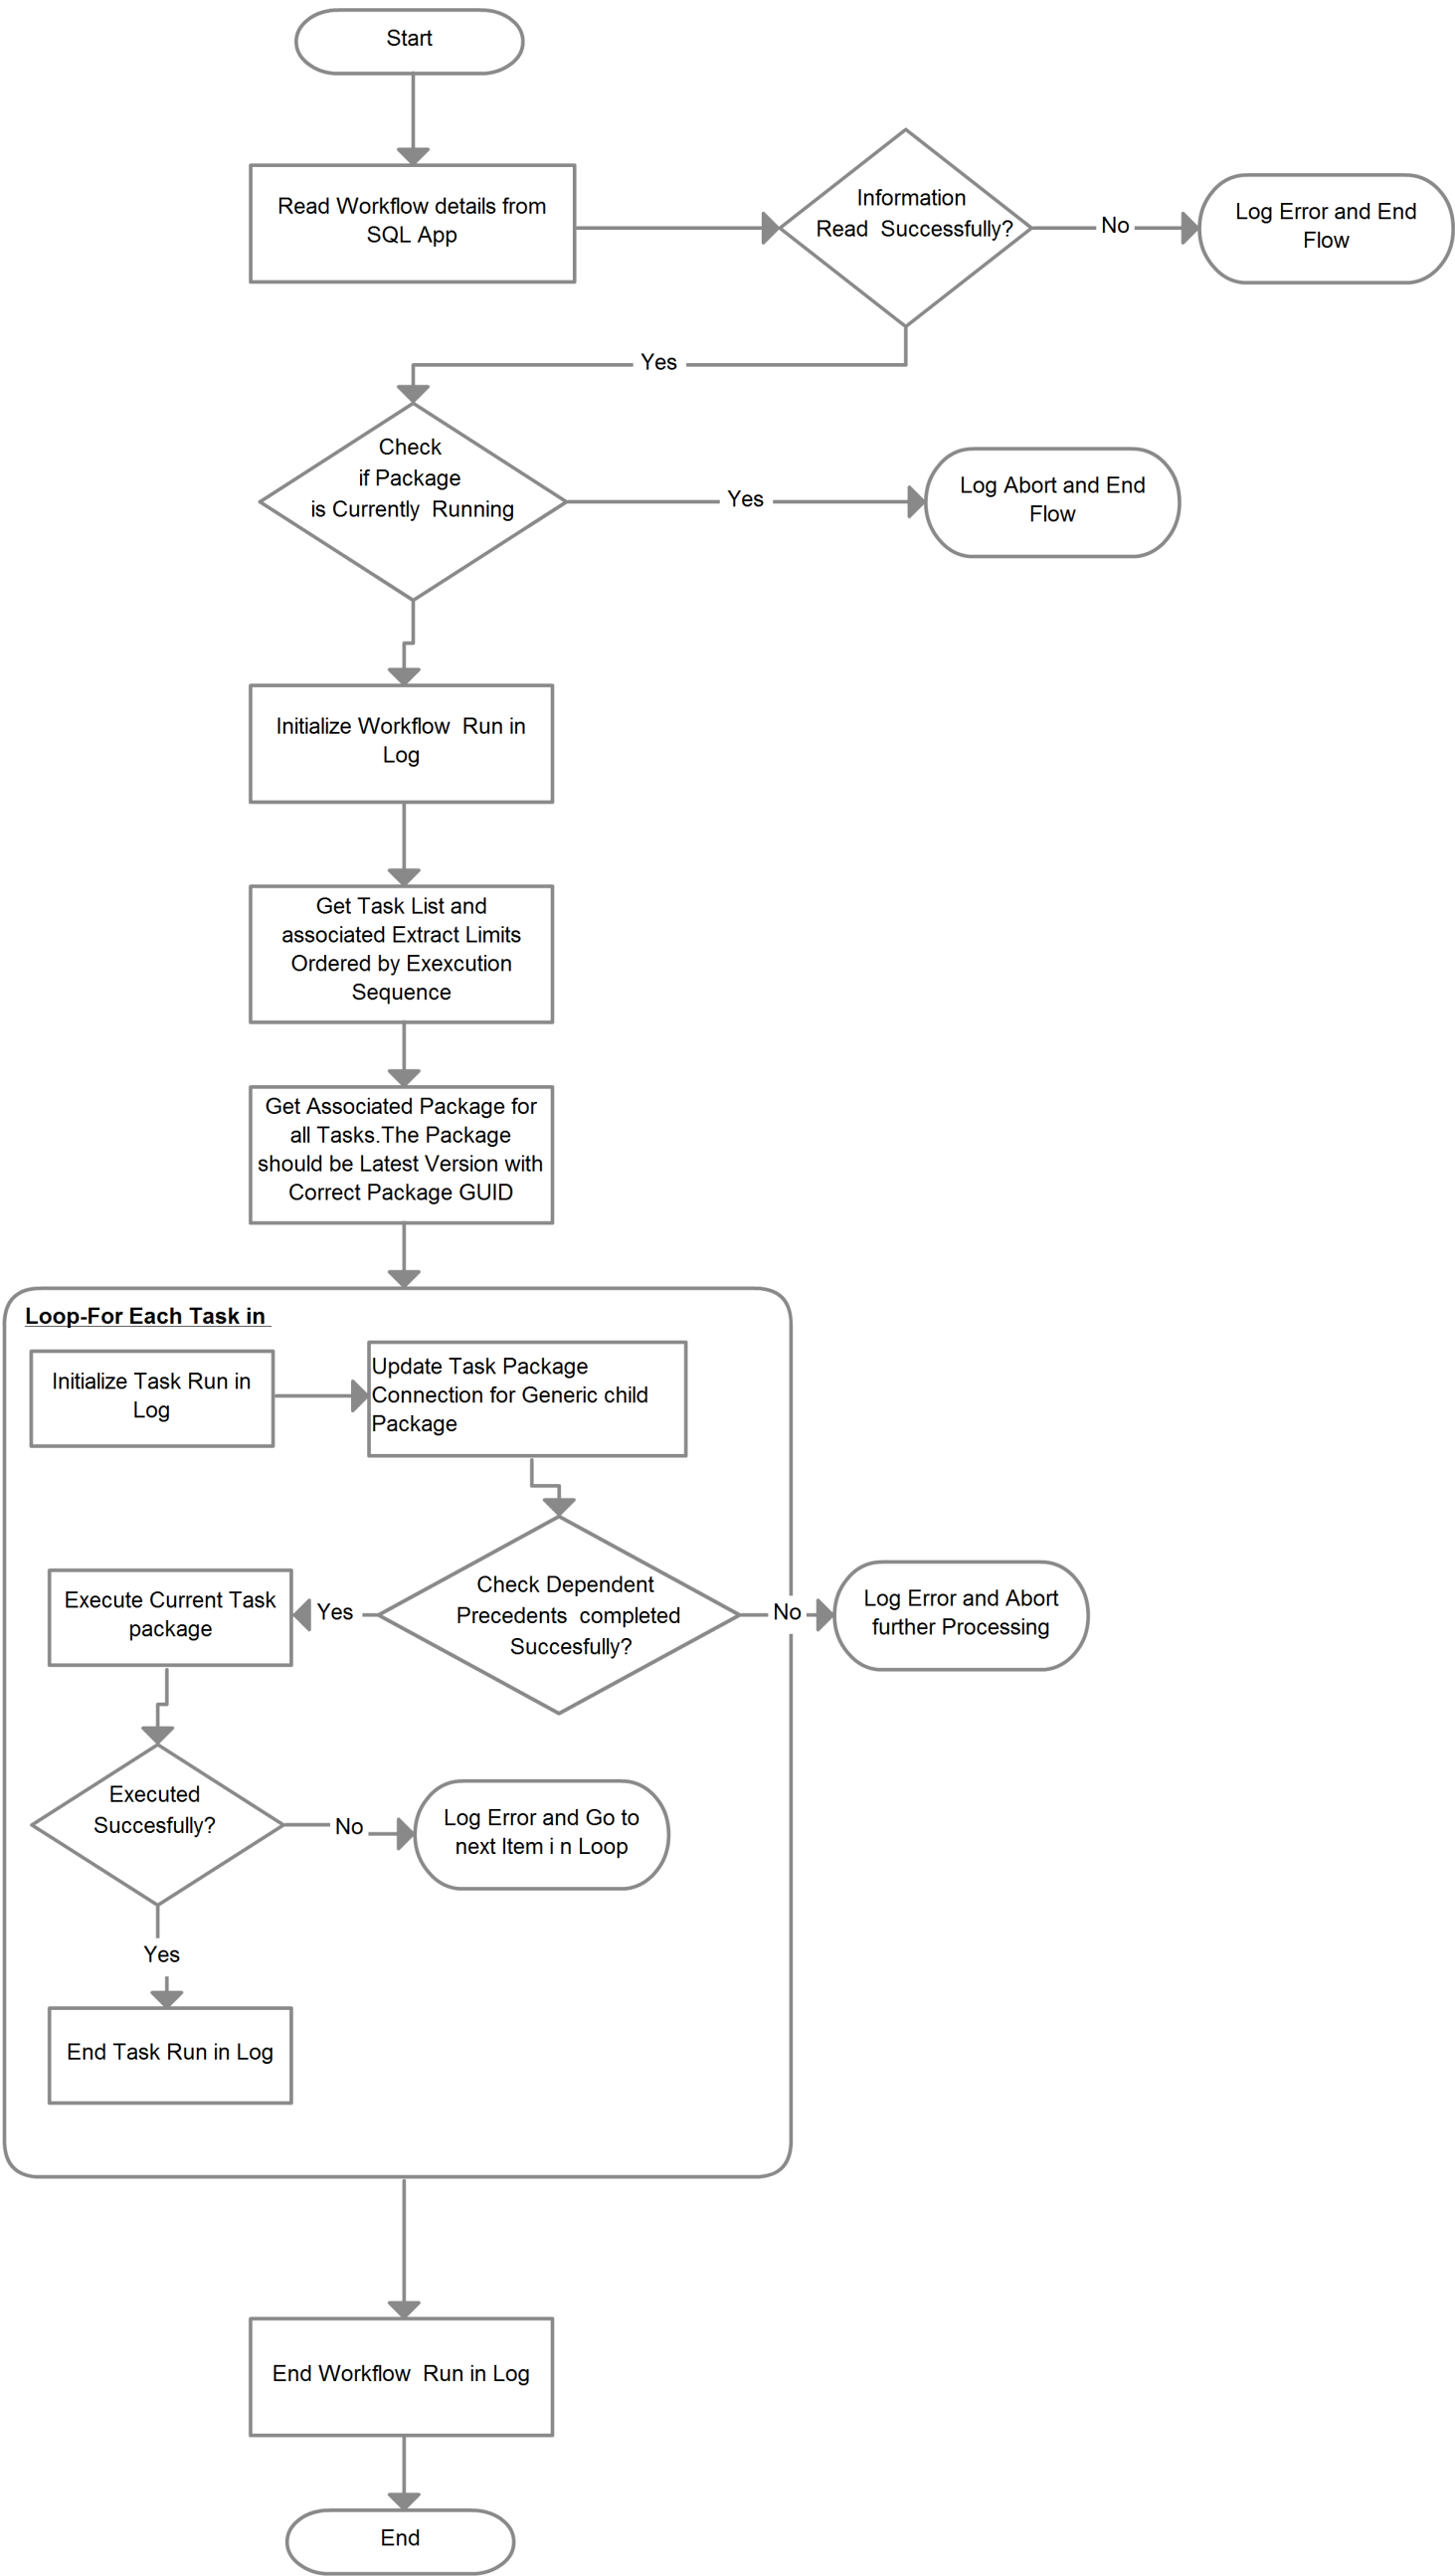 Start
Read Workflow details from
SQL App
Information
Read Successfully?
No
Log Error and End
Flow
Yes
Check
if Package
is Currently Running
Yes
Log Abort and End
Flow
Initialize Workflow Run in
Log
Get Task List and
associated Extract Limits
Ordered by Exexcution
Sequence
Get Associated Package for
all Tasks.The Package
should be Latest Version with
Correct Package GUID
Loop-For Each Task in
Initialize Task Run in
Log
Update Task Package
Connection for Generic child
Package
Check Dependent
Precedents completed
Succesfully?
Yes
No
Execute Current Task
package
Log Error and Abort
further Processing
Executed
Succesfully?
No
Log Error and Go to
next Item i n Loop
Yes
End Task Run in Log
End Workflow Run in Log
End